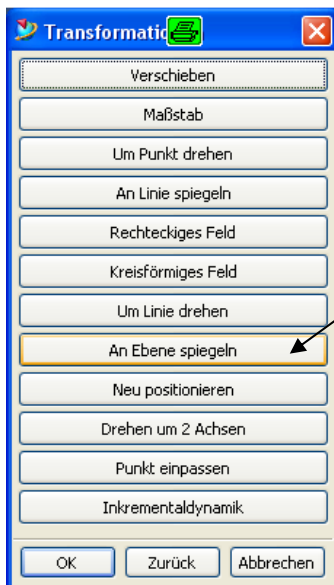 Transformatio
Verschieben
Maßstab
Um Punkt drehen
An Linie spiegeln
Rechteckiges Feld
Kreisförmiges Feld
Um Linie drehen
An Ebene spiegeln
Neu positionieren
Drehen um 2 Achsen
Punkt einpassen
Inkrementaldynamik
OK Zurück Abbrechen